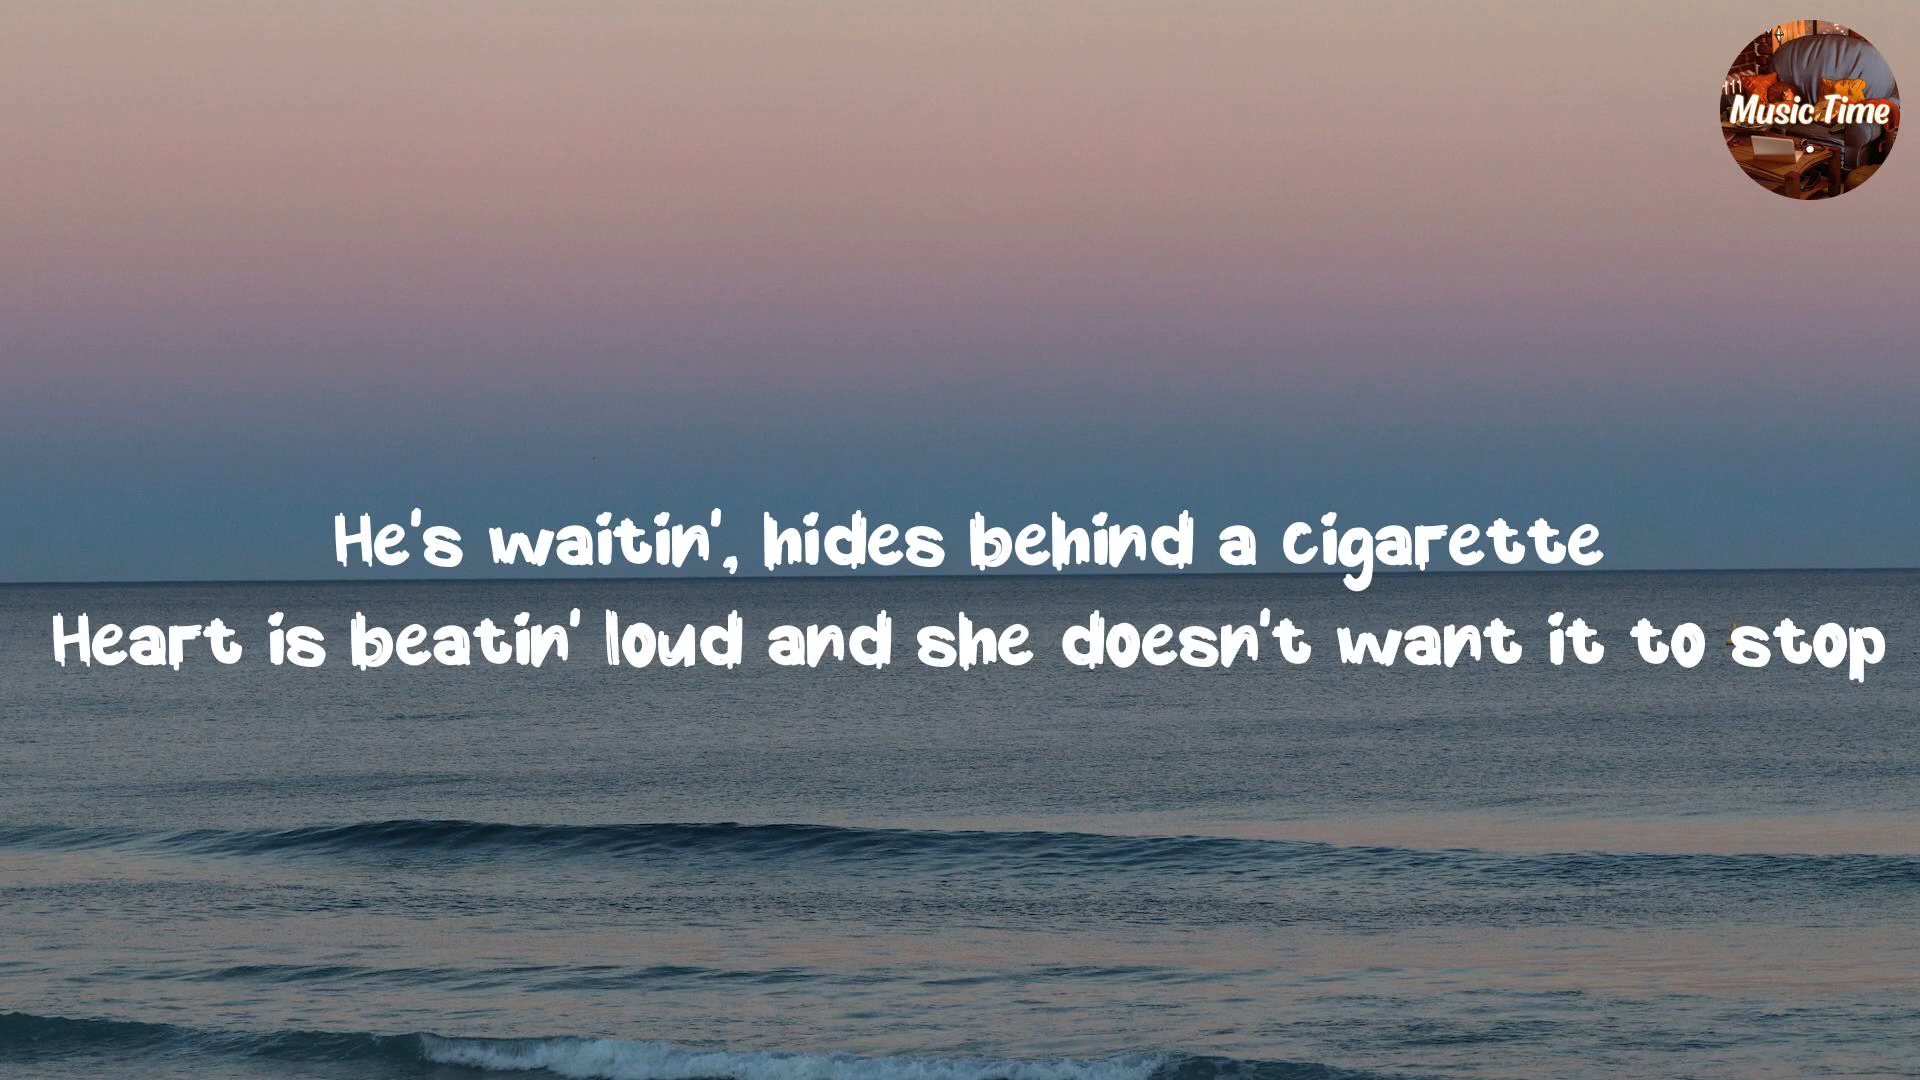 Music Time
He's waitin', hides behind a cigarette
Heart is beatin' loud and she doesn't want it to stop